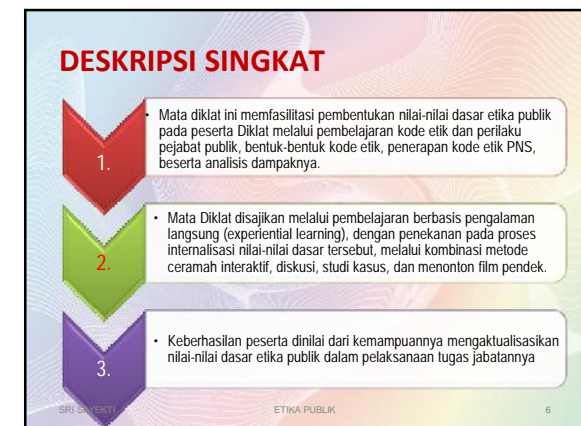 DESKRIPSI SINGKAT
1.
• Mata diklat ini memfasilitasi pembentukan nilai-nilai dasar etika publik
pada peserta Diklat melalui pembelajaran kode etik dan perilaku
pejabat publik, bentuk-bentuk kode etik, penerapan kode etik PNS,
beserta analisis dampaknya.
2.
• Mata Diklat disajikan melalui pembelajaran berbasis pengalaman
langsung (experiential learning), dengan penekanan pada proses
internalisasi nilai-nilai dasar tersebut, melalui kombinasi metode
ceramah interaktif, diskusi, studi kasus, dan menonton film pendek.
3.
• Keberhasilan peserta dinilai dari kemampuannya mengaktualisasikan
nilai-nilai dasar etika publik dalam pelaksanaan tugas jabatannya
SRI ETIKA PUBLIK 6